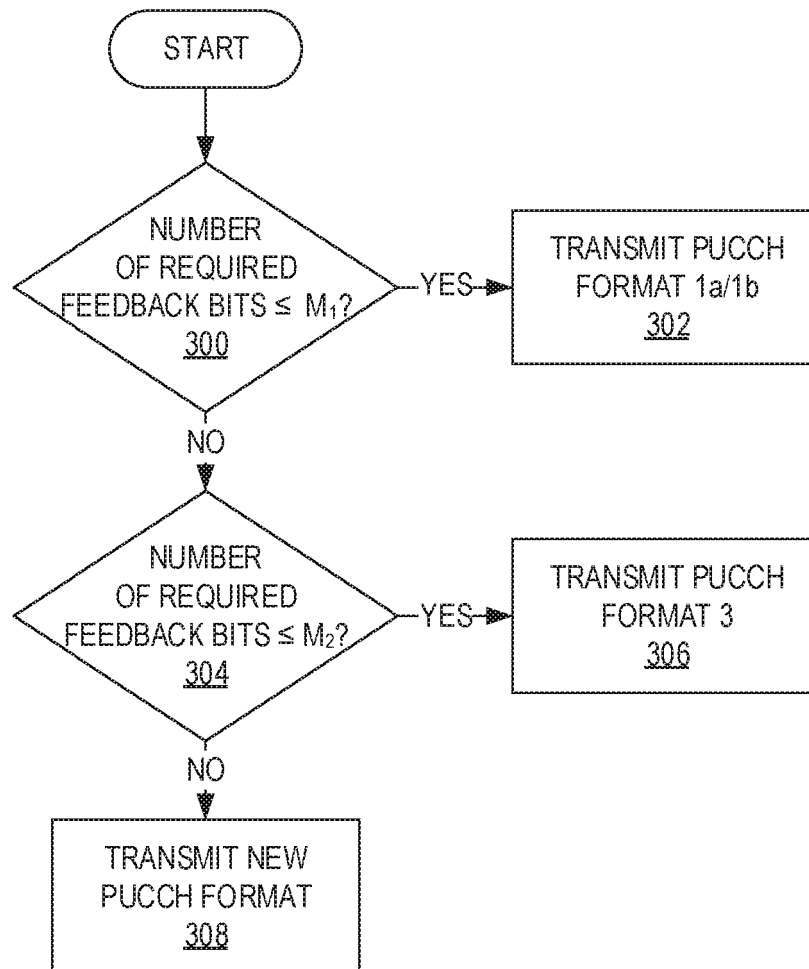 START
NUMBER
OF REQUIRED
FEEDBACK BITS ≤ M₁?
300
YES
TRANSMIT PUCCH
FORMAT 1a/1b
302
NO
NUMBER
OF REQUIRED
FEEDBACK BITS ≤ M₂?
304
YES
TRANSMIT PUCCH
FORMAT 3
306
NO
TRANSMIT NEW
PUCCH FORMAT
308